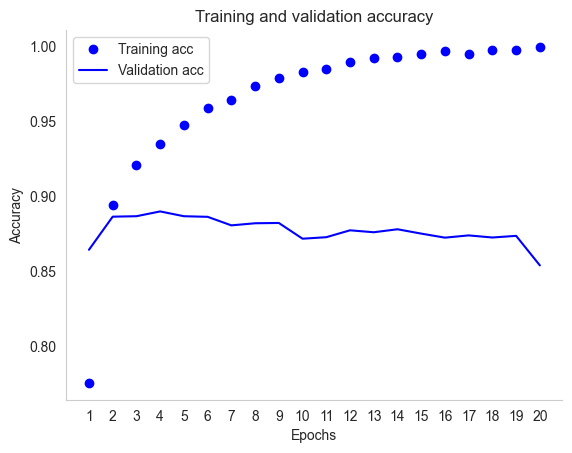 Training and validation accuracy
Training acc
Validation acc
1.00
0.95
0.90
0.85
0.80
Accuracy
1 2 3 4 5 6 7 8 9 10 11 12 13 14 15 16 17 18 19 20
Epochs